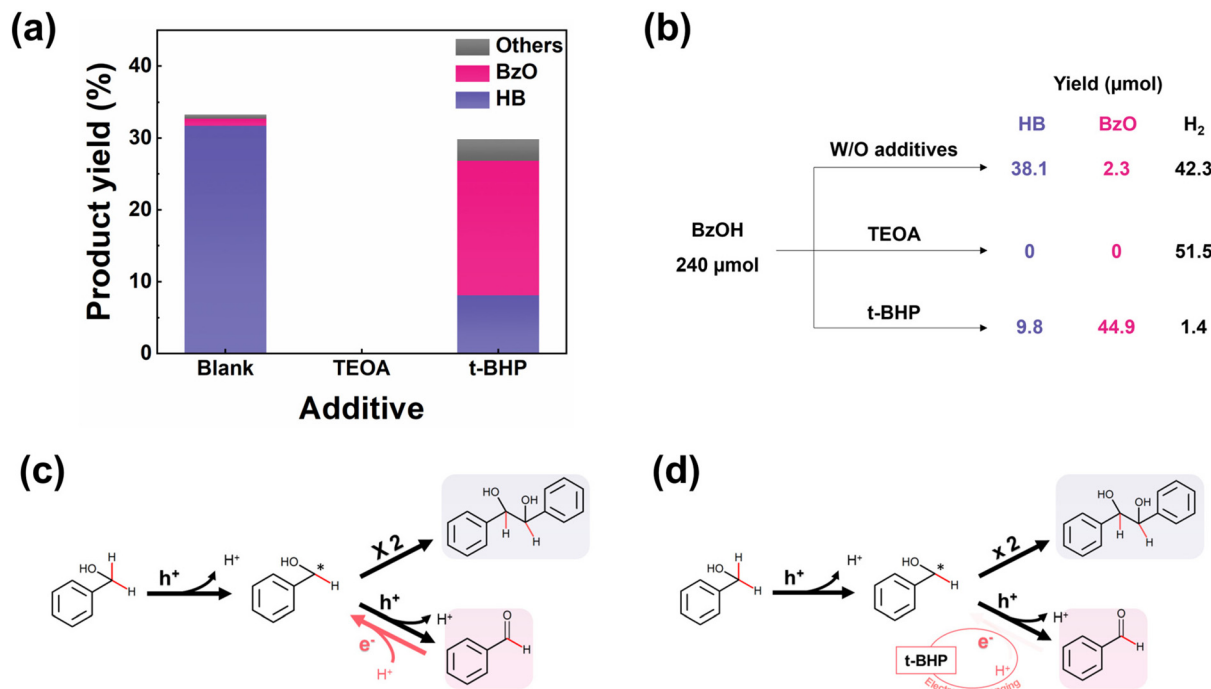 (a)
Product yield (%)
40
30
20
10
0
Others
BzO
HB
Blank TEOA t-BHP
Additive
(b)
Yield (µmol)
HB BzO H₂
W/O additives
38.1 2.3 42.3
BzOH
240 µmol
TEOA
0 0 51.5
t-BHP
9.8 44.9 1.4
(c)
HO H
H
h⁺
H⁺
HO * H
X 2
HO OH
H H
h⁺
H⁺
e⁻
H⁺
O
H
(d)
HO H
H
h⁺
H⁺
HO * H
x 2
HO OH
H H
h⁺
H⁺
e⁻
H⁺
t-BHP
O
H